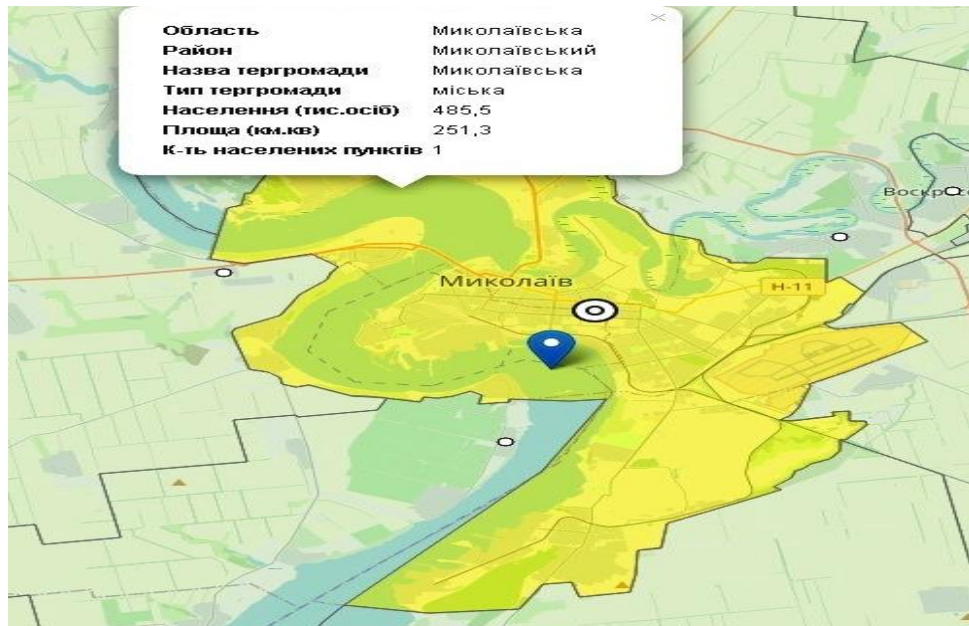 Область Миколаївська
Район Миколаївський
Назва тергромади Миколаївська
Тип тергромади міська
Населення (тис.осіб) 485,5
Площа (км.кв) 251,3
К-ть населених пунктів 1
Миколаїв
Н-11